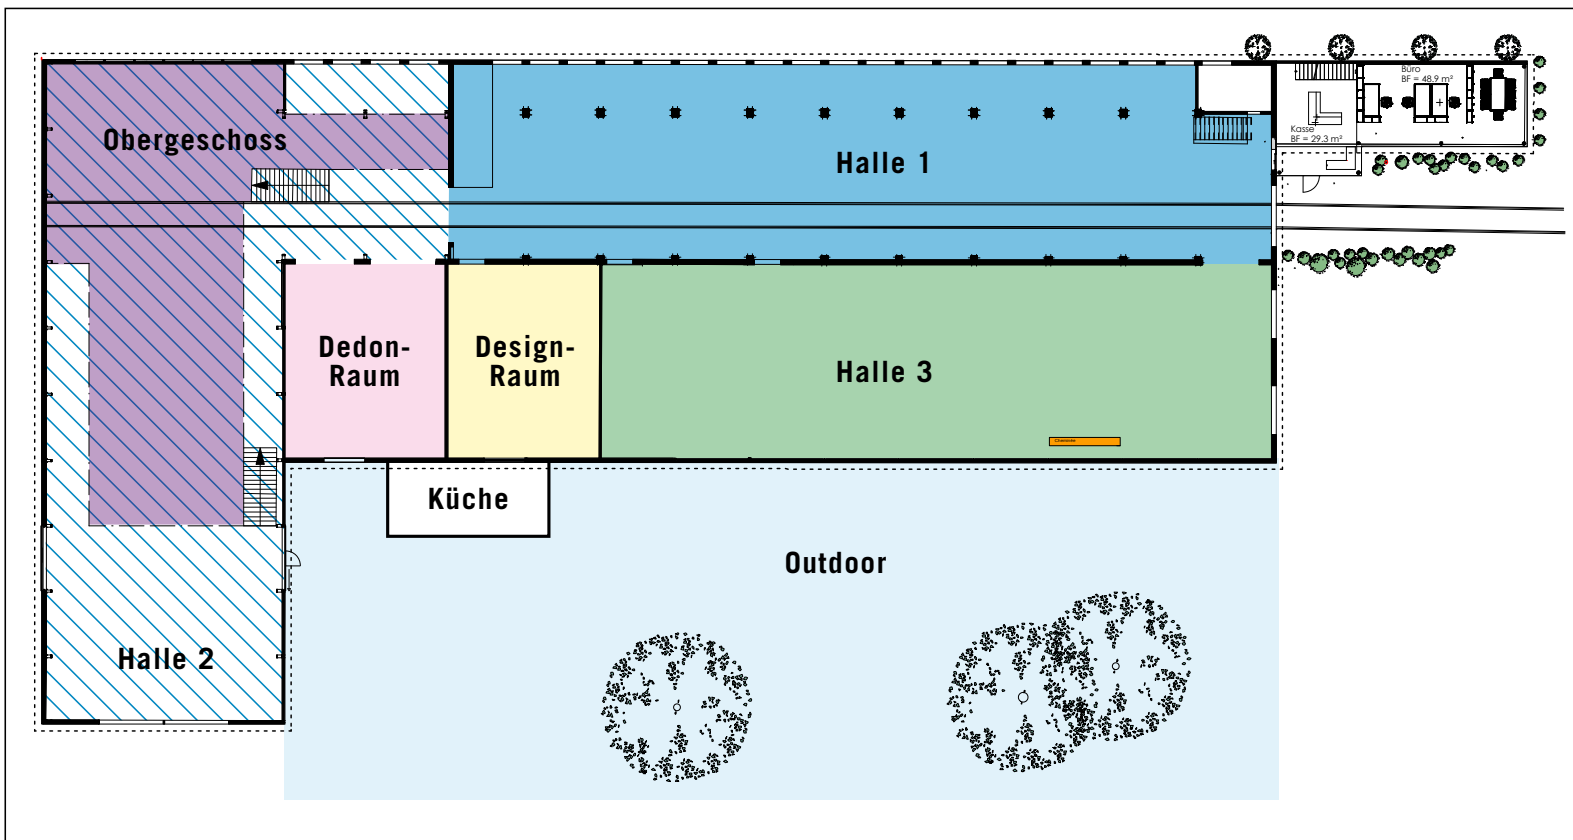 Büro
BF = 48.9 m²
Kasse
BF = 29.3 m²
Obergeschoss
Halle 1
Dedon-
Raum
Design-
Raum
Halle 3
Cheminée
Küche
Outdoor
Halle 2